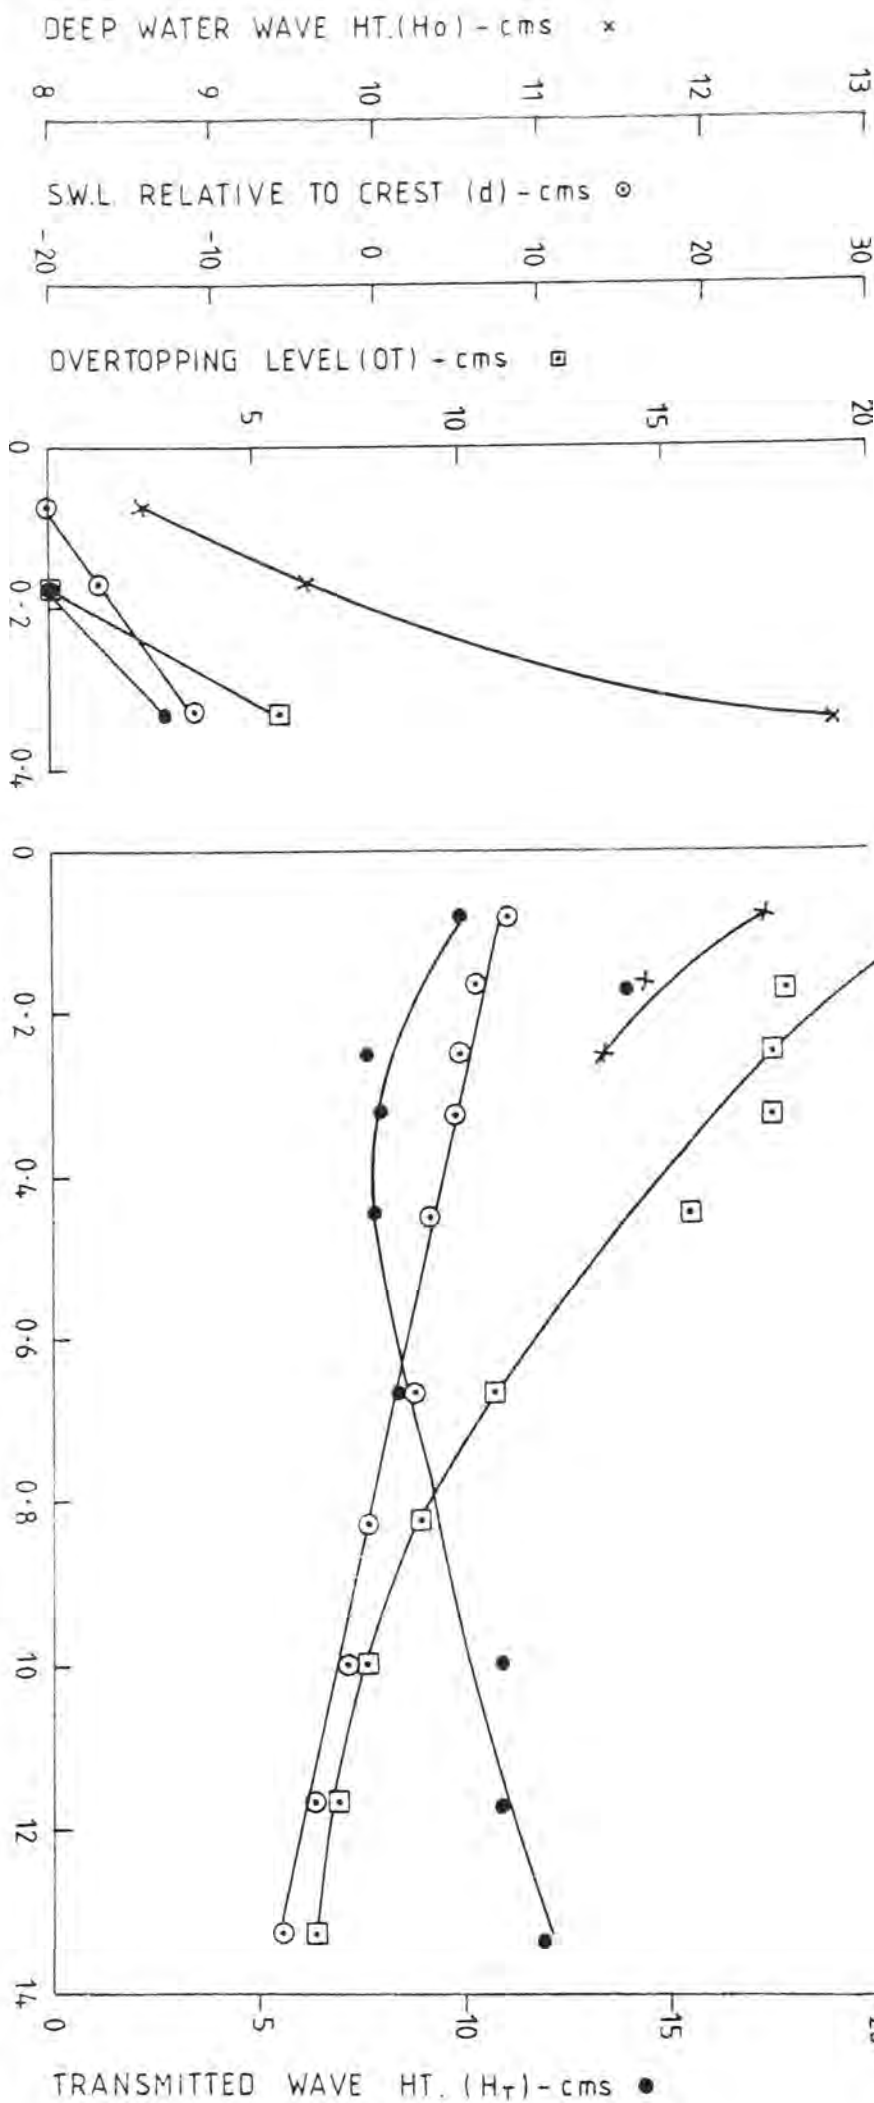 DEEP WATER WAVE HT.(Ho) - cms ×
8 9 10 11 12 13
S.W.L. RELATIVE TO CREST (d) - cms ⊙
-20 -10 0 10 20 30
OVERTOPPING LEVEL (OT) - cms ⊡
5 10 15 20
0
0·2
0·4
0
0·2
0·4
0·6
0·8
10
12
14
0 5 10 15
TRANSMITTED WAVE HT. (HT) - cms ●